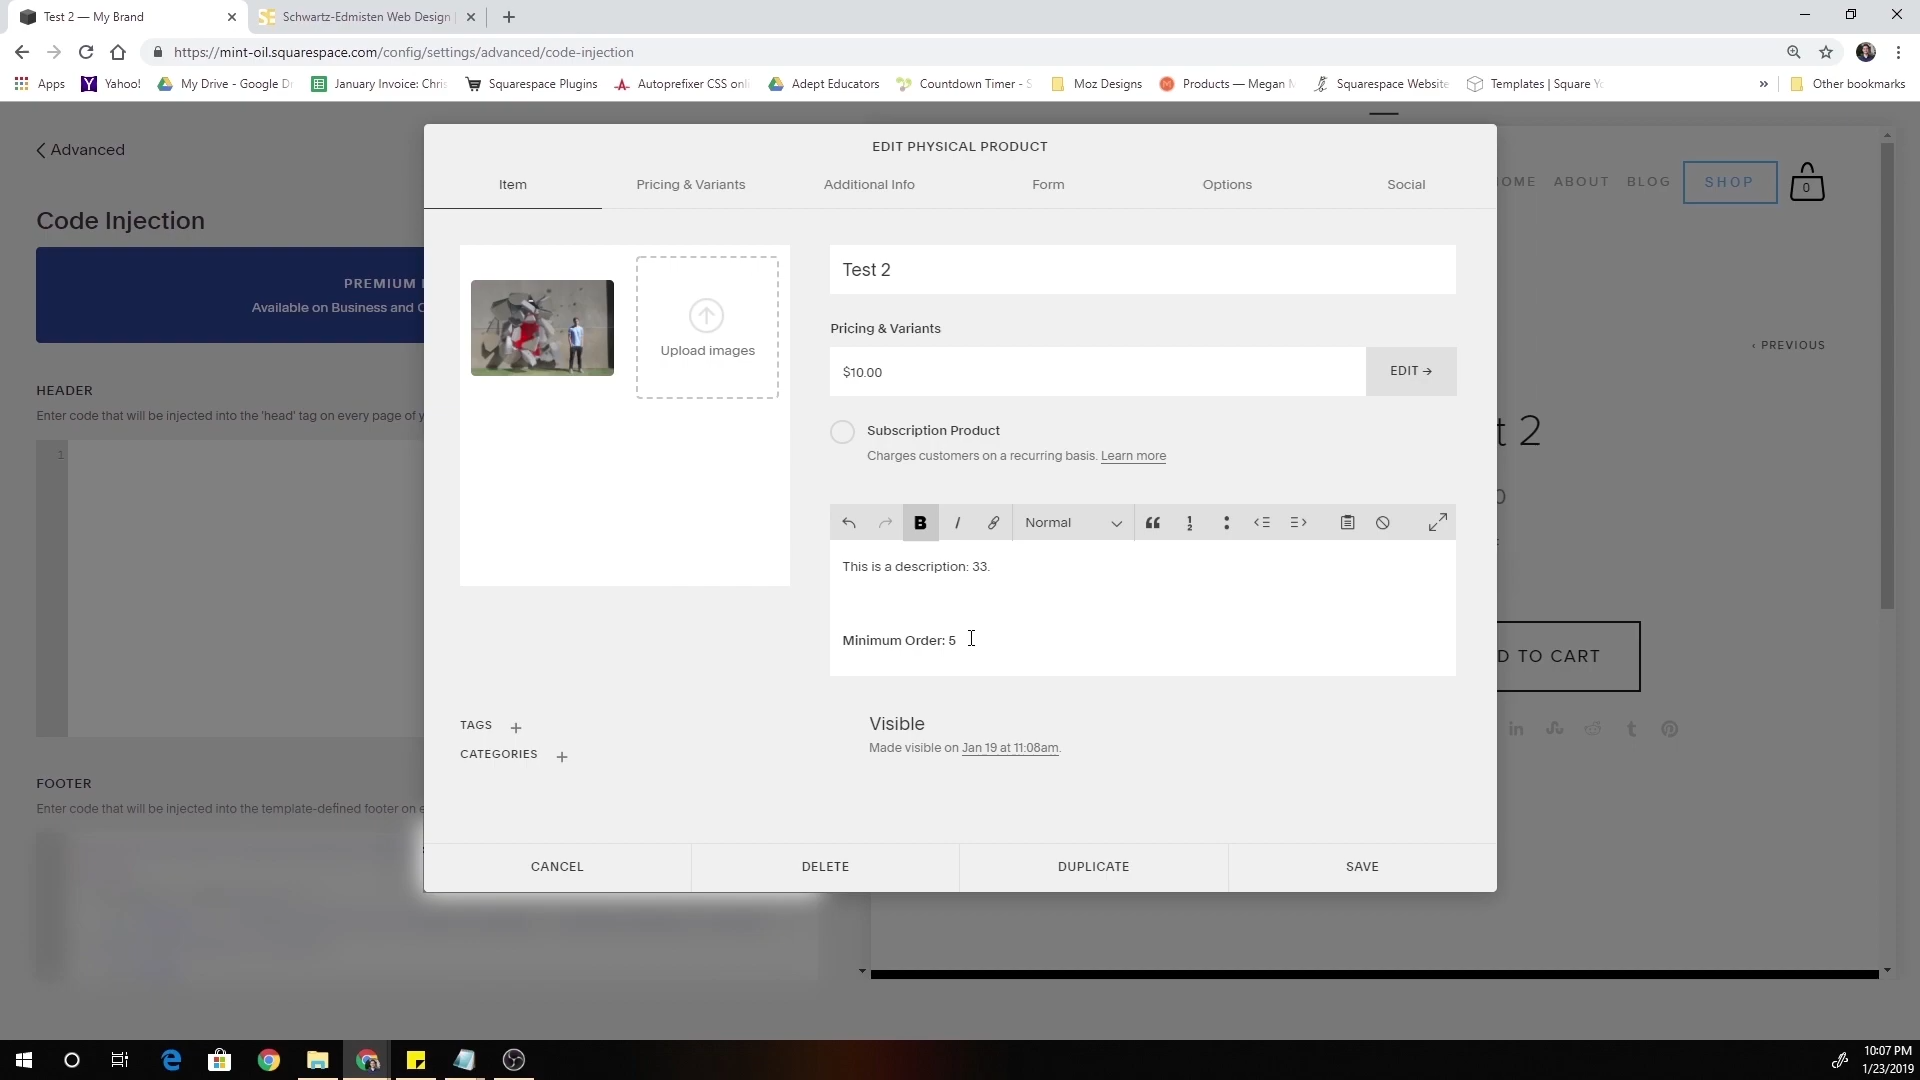 Test 2 — My Brand
Schwartz-Edmisten Web Design
https://mint-oil.squarespace.com/config/settings/advanced/code-injection
Apps
Yahoo!
My Drive - Google Dr
January Invoice: Chris
Squarespace Plugins
Autoprefixer CSS onli
Adept Educators
Countdown Timer - S
Moz Designs
Products — Megan M
Squarespace Website
Templates | Square Yo
»
Other bookmarks
Advanced
Code Injection
PREMIUM
Available on Business and C
HEADER
Enter code that will be injected into the 'head' tag on every page of y
1
FOOTER
Enter code that will be injected into the template-defined footer on e
EDIT PHYSICAL PRODUCT
Item
Pricing & Variants
Additional Info
Form
Options
Social
Upload images
Test 2
Pricing & Variants
$10.00
EDIT →
Subscription Product
Charges customers on a recurring basis. Learn more
B
I
Normal
This is a description: 33.
Minimum Order: 5
TAGS +
CATEGORIES +
Visible
Made visible on Jan 19 at 11:08am.
CANCEL
DELETE
DUPLICATE
SAVE
OME
ABOUT
BLOG
SHOP
0
‹ PREVIOUS
t 2
0
D TO CART
10:07 PM
1/23/2019